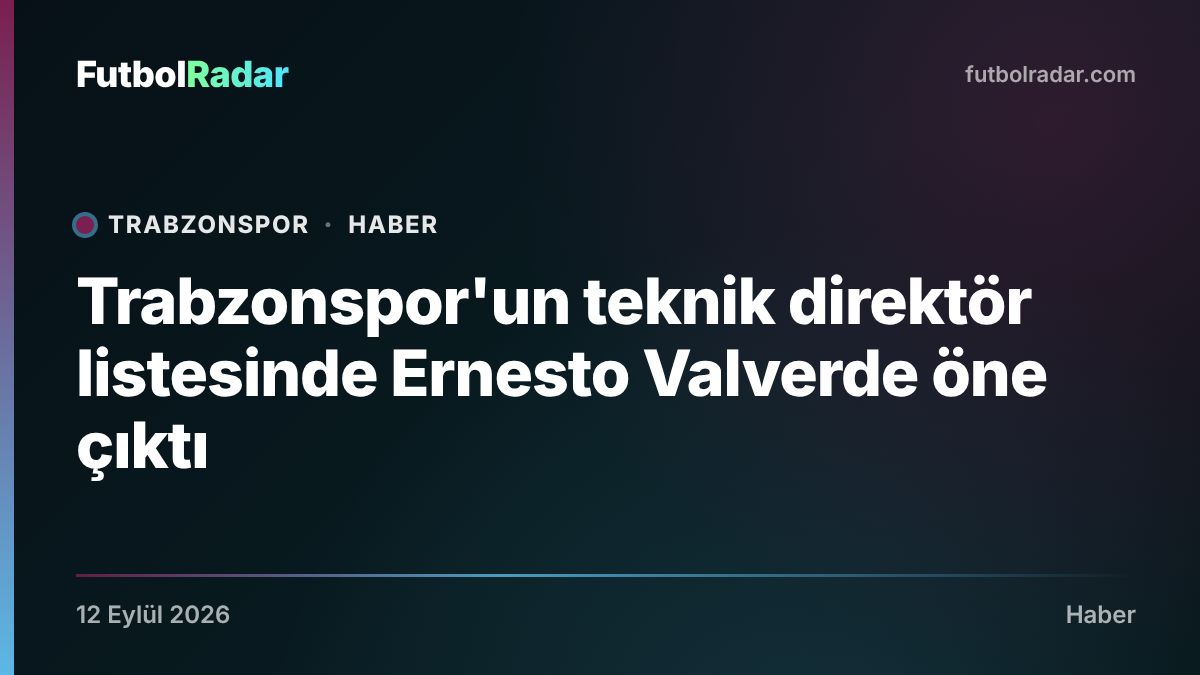 FutbolRadar
futbolradar.com
TRABZONSPOR · HABER
Trabzonspor'un teknik direktör
listesinde Ernesto Valverde öne
çıktı
12 Eylül 2026
Haber